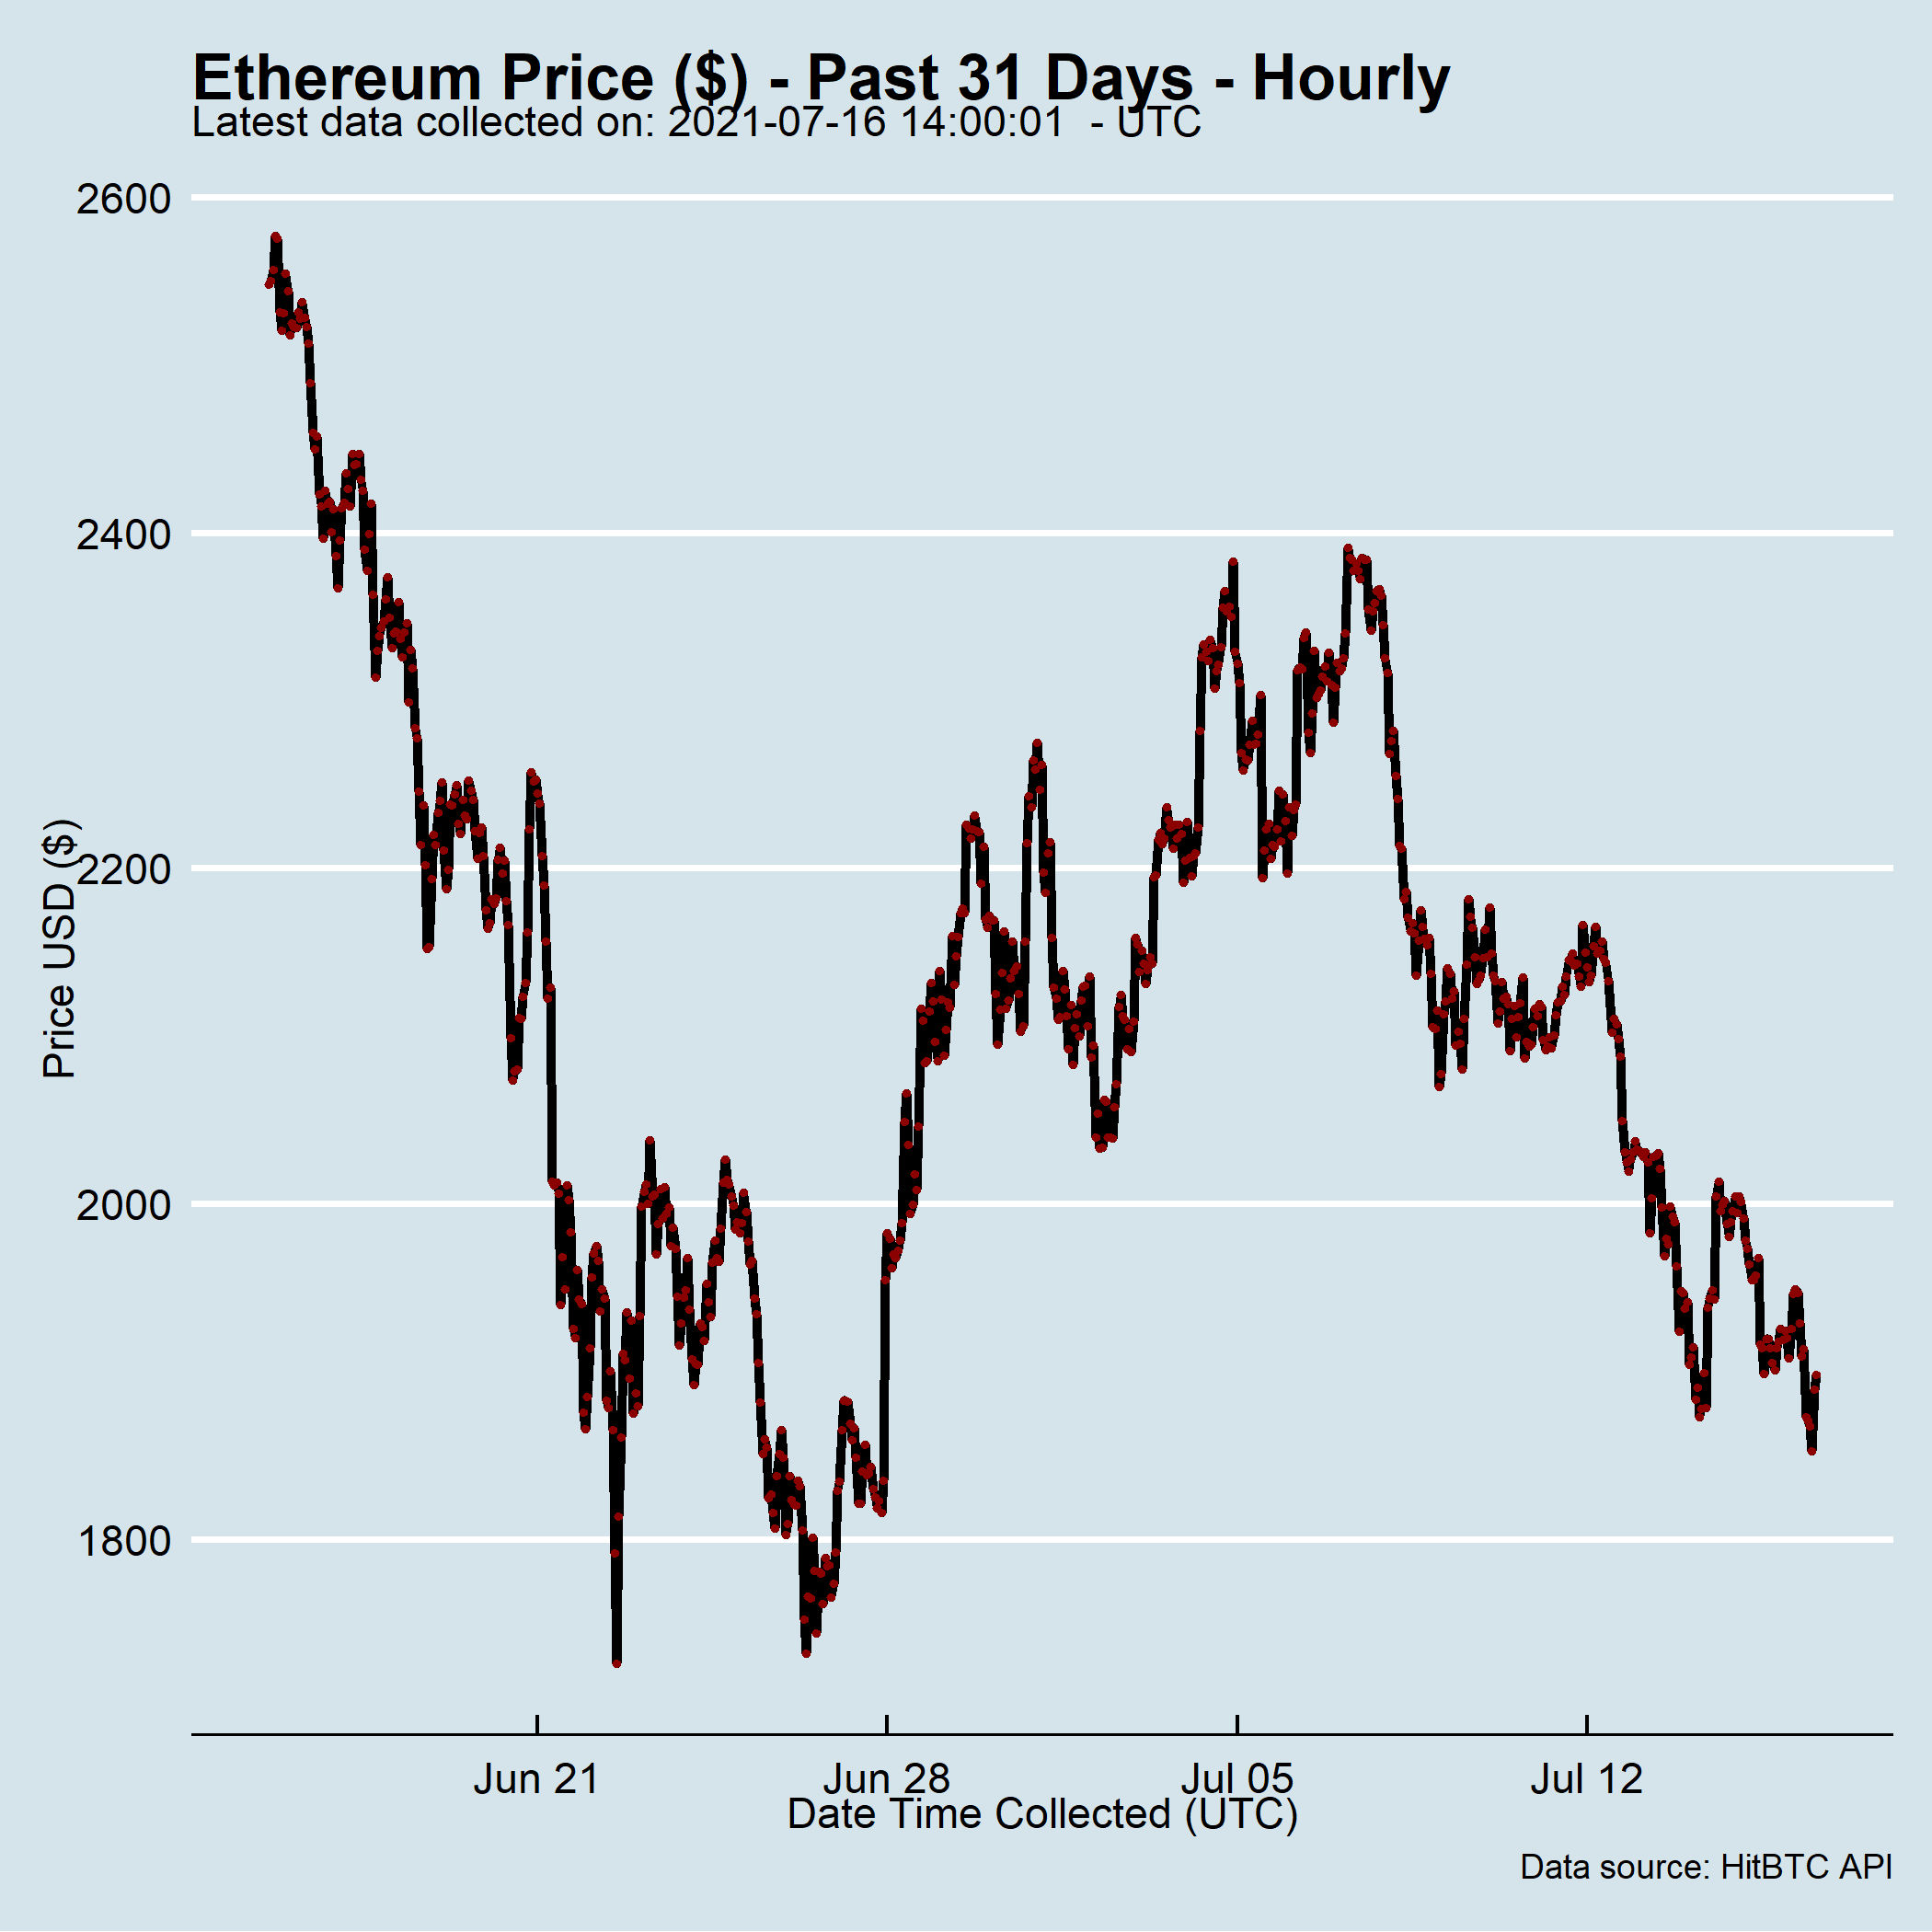 Ethereum Price ($) - Past 31 Days - Hourly
Latest data collected on: 2021-07-16 14:00:01  - UTC
2600
2400
2200
2000
1800
Price USD ($)
Jun 21 Jun 28 Jul 05 Jul 12
Date Time Collected (UTC)
Data source: HitBTC API